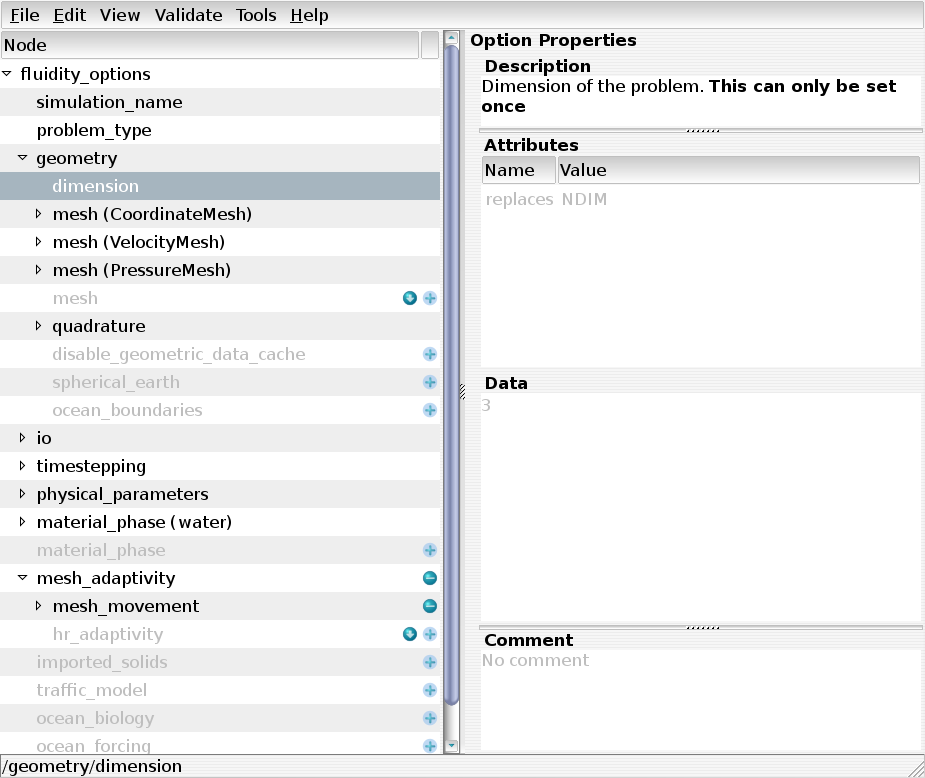 File Edit View Validate Tools Help
Node
fluidity_options
simulation_name
problem_type
geometry
dimension
mesh (CoordinateMesh)
mesh (VelocityMesh)
mesh (PressureMesh)
mesh
quadrature
disable_geometric_data_cache
spherical_earth
ocean_boundaries
io
timestepping
physical_parameters
material_phase (water)
material_phase
mesh_adaptivity
mesh_movement
hr_adaptivity
imported_solids
traffic_model
ocean_biology
ocean_forcing
Option Properties
Description
Dimension of the problem. This can only be set
once
Attributes
Name Value
replaces NDIM
Data
3
Comment
No comment
/geometry/dimension